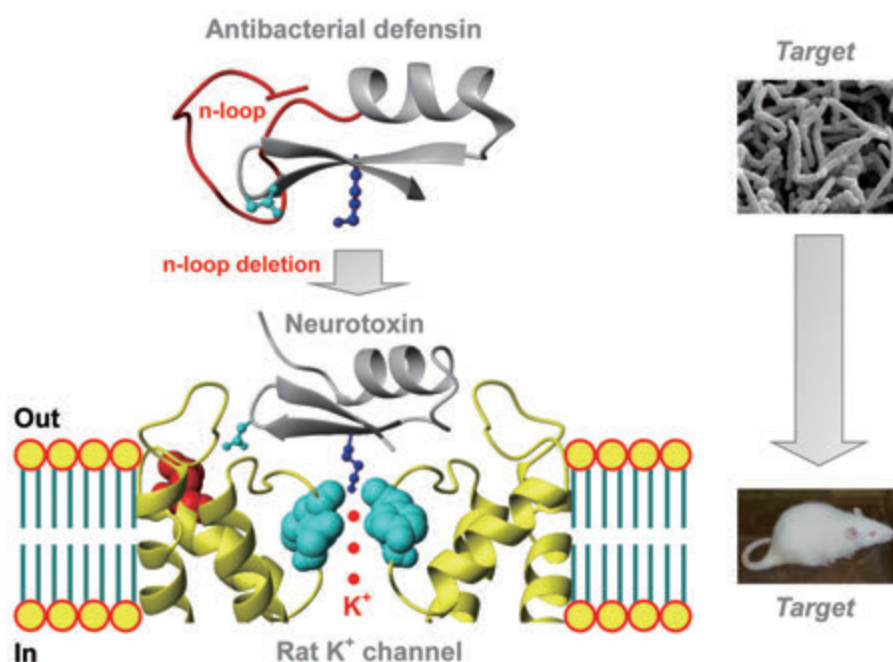 Antibacterial defensin
Target
n-loop
n-loop deletion
Neurotoxin
Out
K⁺
In
Rat K⁺ channel
Target